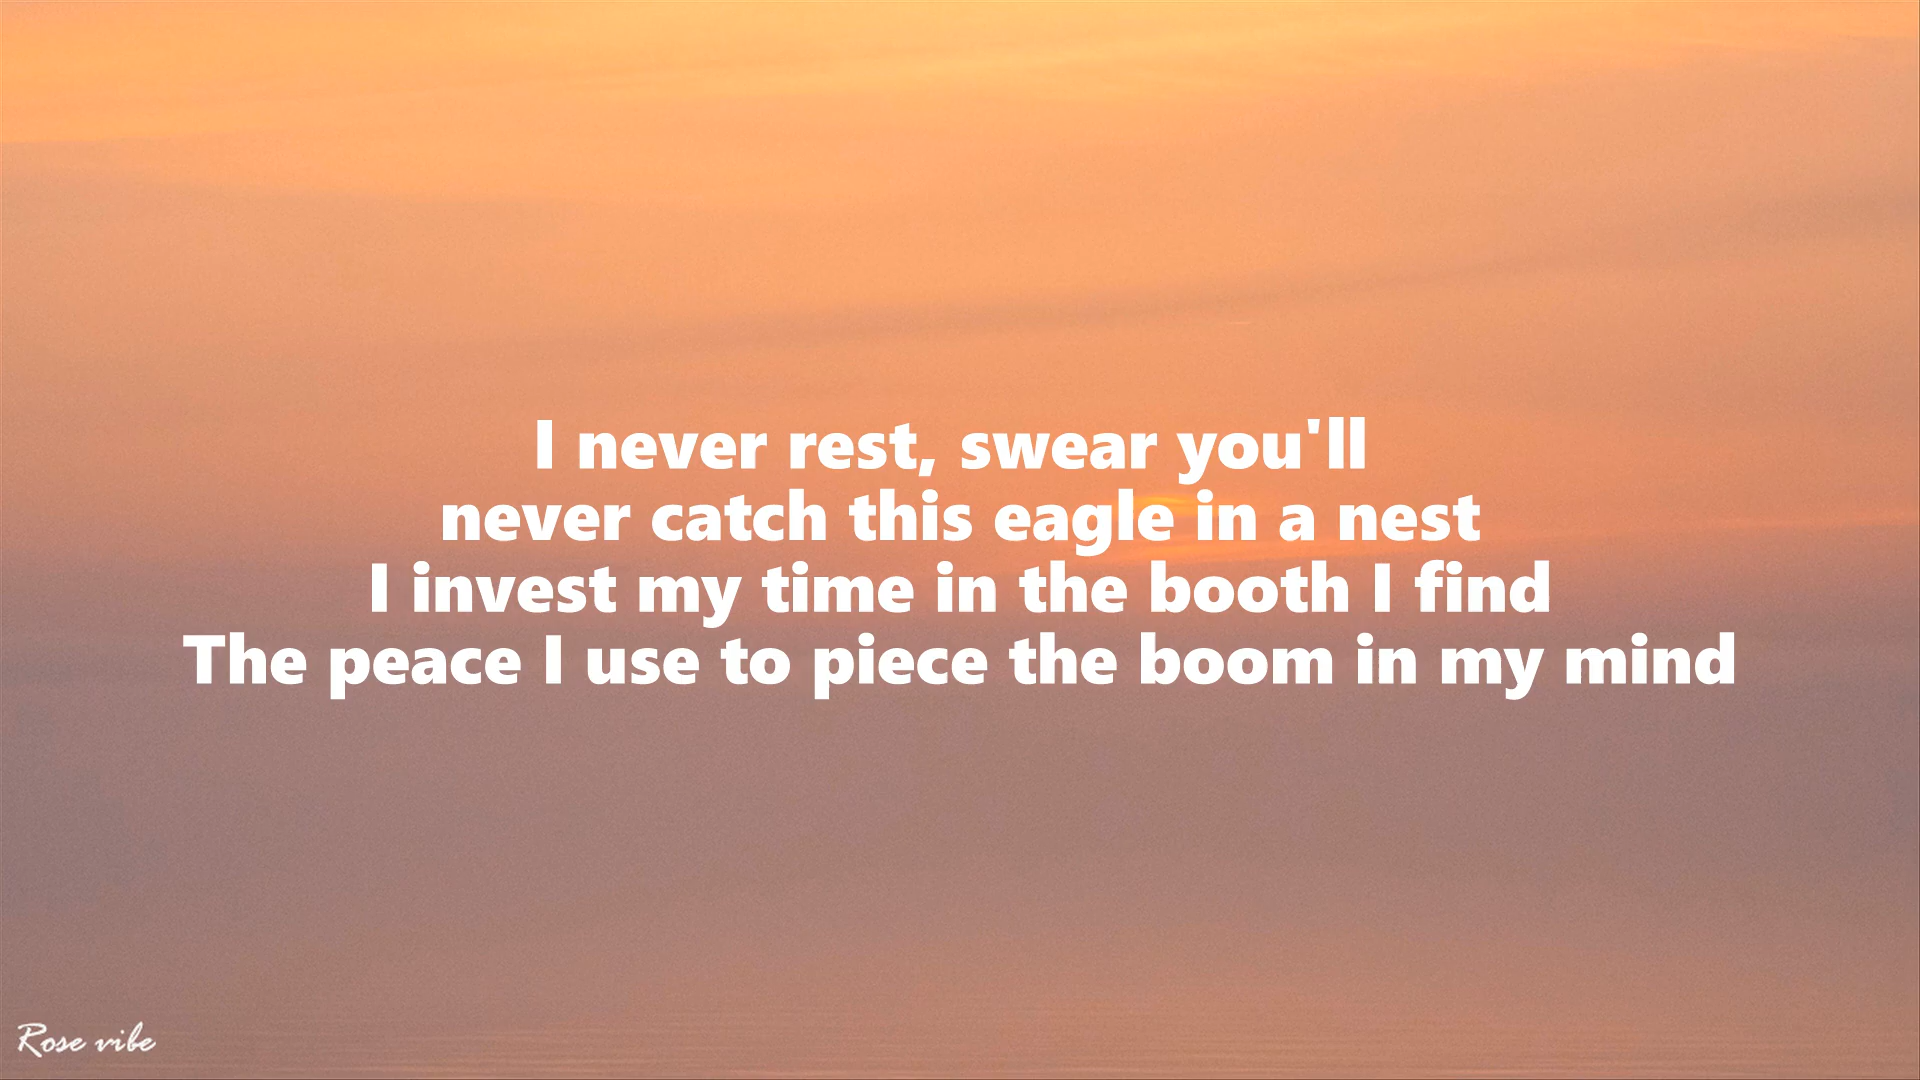 I never rest, swear you'll
never catch this eagle in a nest
I invest my time in the booth I find
The peace I use to piece the boom in my mind
Rose vibe